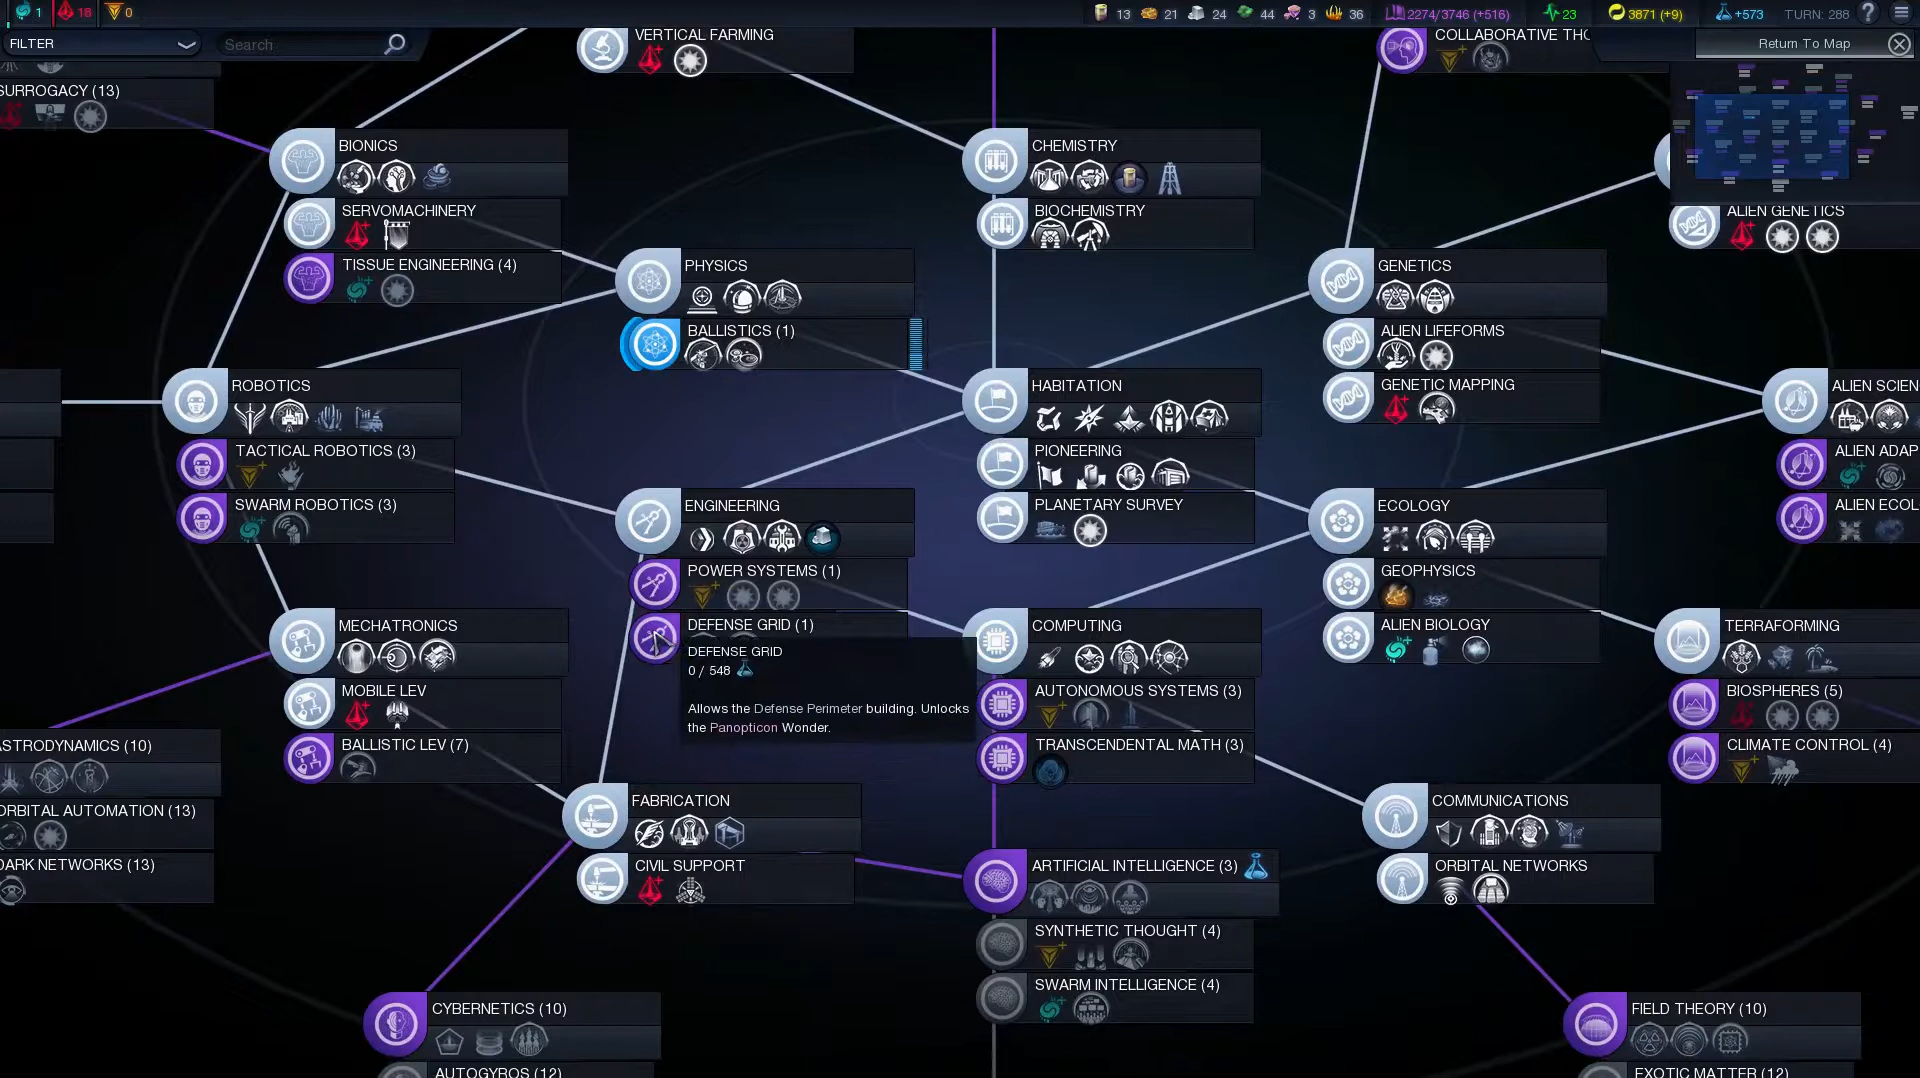 1 18 0 13 21 24 44 3 36 2274/3746 (+516) 23 3871 (+9) +573 TURN: 288 ?
FILTER
Search
Return To Map
VERTICAL FARMING
SURROGACY (13)
BIONICS
SERVOMACHINERY
TISSUE ENGINEERING (4)
PHYSICS
BALLISTICS (1)
CHEMISTRY
BIOCHEMISTRY
GENETICS
ALIEN LIFEFORMS
GENETIC MAPPING
ALIEN GENETICS
ROBOTICS
TACTICAL ROBOTICS (3)
SWARM ROBOTICS (3)
HABITATION
PIONEERING
PLANETARY SURVEY
ALIEN SCIEN
ALIEN ADAP
ALIEN ECOL
ENGINEERING
POWER SYSTEMS (1)
DEFENSE GRID (1)
DEFENSE GRID
0 / 548
Allows the Defense Perimeter building. Unlocks
the Panopticon Wonder.
ECOLOGY
GEOPHYSICS
ALIEN BIOLOGY
MECHATRONICS
MOBILE LEV
BALLISTIC LEV (7)
COMPUTING
AUTONOMOUS SYSTEMS (3)
TRANSCENDENTAL MATH (3)
TERRAFORMING
BIOSPHERES (5)
CLIMATE CONTROL (4)
ASTRODYNAMICS (10)
ORBITAL AUTOMATION (13)
DARK NETWORKS (13)
FABRICATION
CIVIL SUPPORT
ARTIFICIAL INTELLIGENCE (3)
SYNTHETIC THOUGHT (4)
SWARM INTELLIGENCE (4)
COMMUNICATIONS
ORBITAL NETWORKS
CYBERNETICS (10)
AUTOGYROS (12)
FIELD THEORY (10)
EXOTIC MATTER (12)